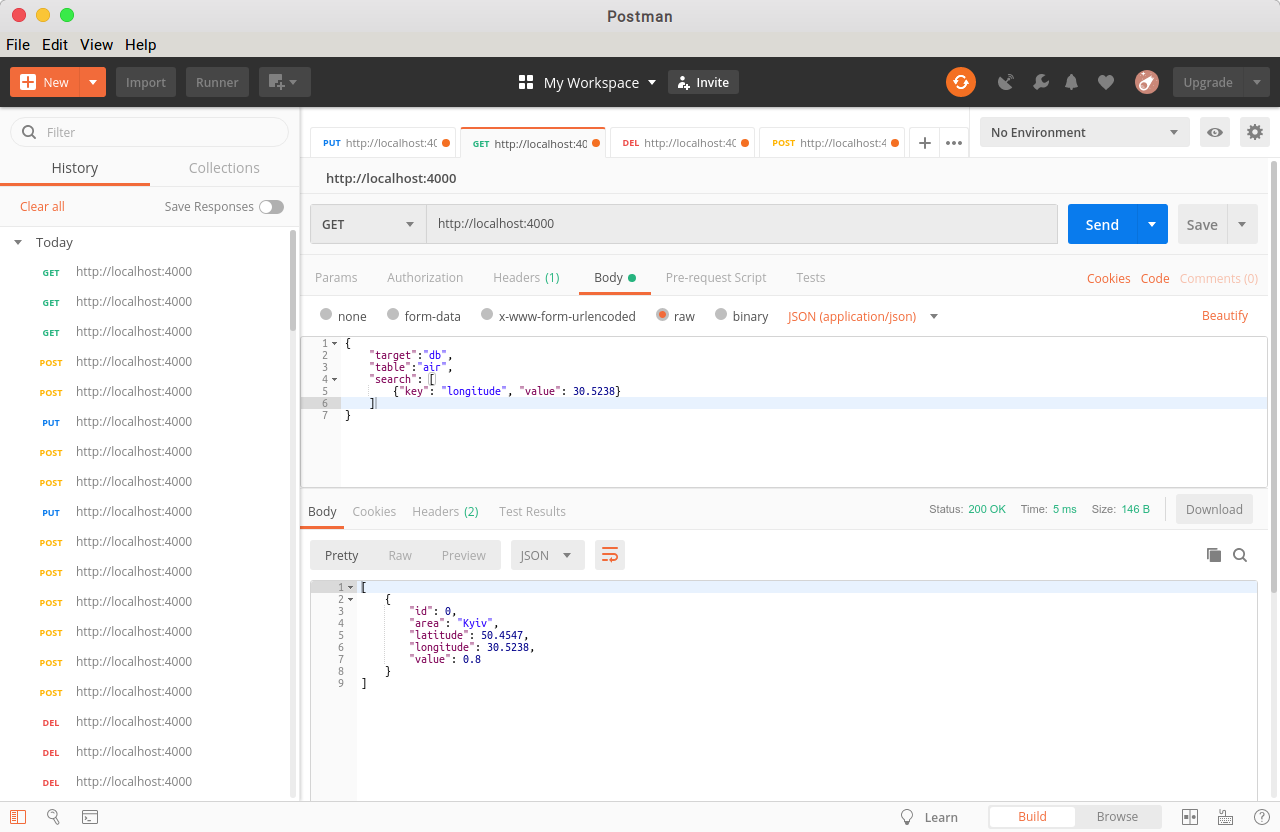 Postman
File Edit View Help
New Import Runner My Workspace Invite Upgrade
Filter
History Collections
Clear all Save Responses
Today
GET http://localhost:4000
GET http://localhost:4000
GET http://localhost:4000
POST http://localhost:4000
POST http://localhost:4000
PUT http://localhost:4000
POST http://localhost:4000
POST http://localhost:4000
PUT http://localhost:4000
POST http://localhost:4000
POST http://localhost:4000
POST http://localhost:4000
POST http://localhost:4000
POST http://localhost:4000
POST http://localhost:4000
DEL http://localhost:4000
DEL http://localhost:4000
DEL http://localhost:4000
PUT http://localhost:40 GET http://localhost:40 DEL http://localhost:40 POST http://localhost:4 No Environment
http://localhost:4000
GET http://localhost:4000 Send Save
Params Authorization Headers (1) Body Pre-request Script Tests Cookies Code Comments (0)
none form-data x-www-form-urlencoded raw binary JSON (application/json) Beautify
1 {
2 "target":"db",
3 "table":"air",
4 "search": [
5 {"key": "longitude", "value": 30.5238}
6 ]
7 }
Body Cookies Headers (2) Test Results Status: 200 OK Time: 5 ms Size: 146 B Download
Pretty Raw Preview JSON
1 [
2 {
3 "id": 0,
4 "area": "Kyiv",
5 "latitude": 50.4547,
6 "longitude": 30.5238,
7 "value": 0.8
8 }
9 ]
Learn Build Browse